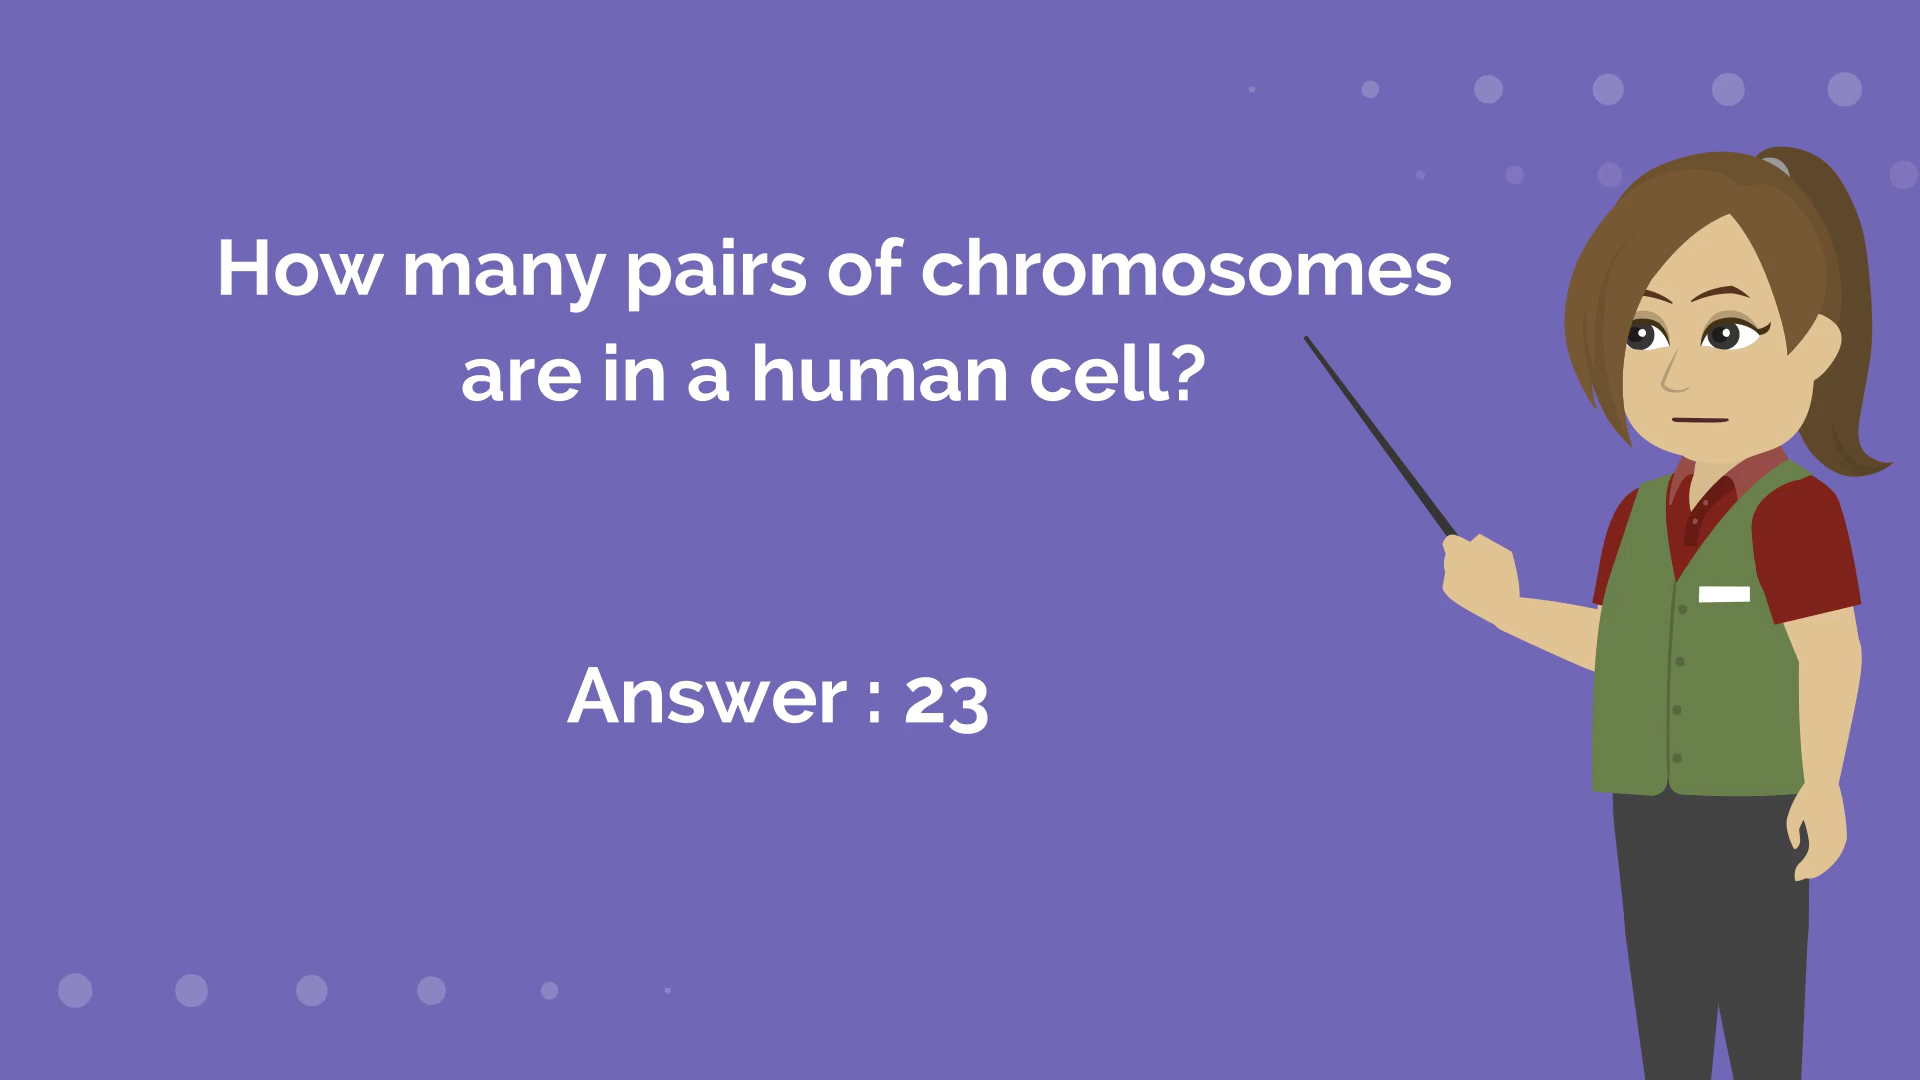 How many pairs of chromosomes
are in a human cell?
Answer : 23